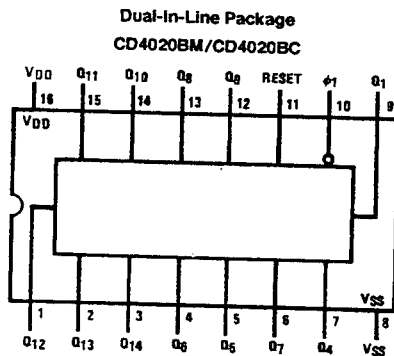 Dual-In-Line Package
CD4020BM/CD4020BC
VDD Q11 Q10 Q8 Q9 RESET φ1 Q1
16 15 14 13 12 11 10 9
VDD
VSS
1 2 3 4 5 6 7 8
Q12 Q13 Q14 Q6 Q5 Q7 Q4 VSS